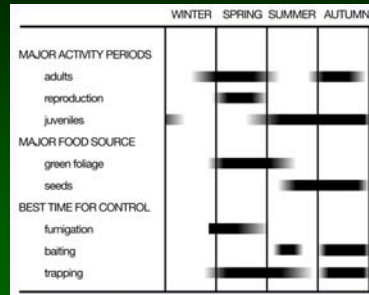 WINTER SPRING SUMMER AUTUMN
MAJOR ACTIVITY PERIODS
adults
reproduction
juveniles
MAJOR FOOD SOURCE
green foliage
seeds
BEST TIME FOR CONTROL
fumigation
baiting
trapping